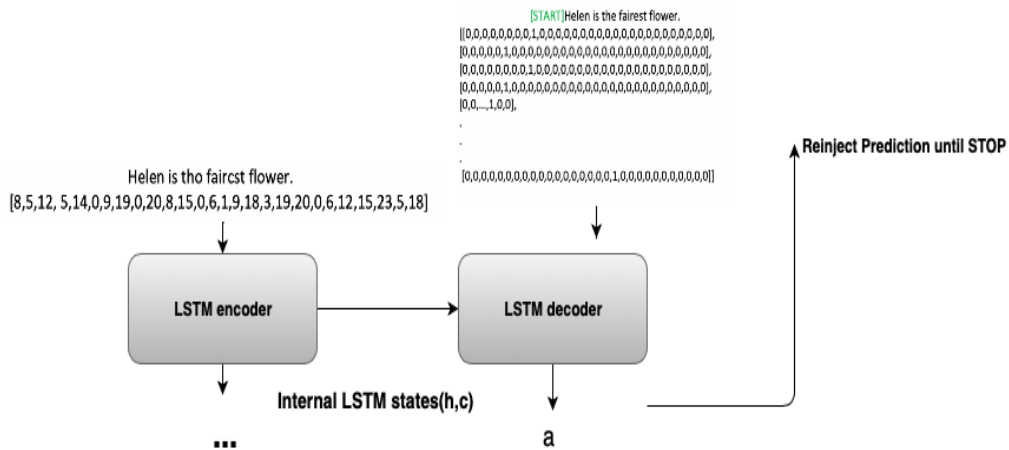 [START]Helen is the fairest flower.
[[0,0,0,0,0,0,0,0,1,0,0,0,0,0,0,0,0,0,0,0,0,0,0,0,0,0,0,0,0,0],
[0,0,0,0,0,1,0,0,0,0,0,0,0,0,0,0,0,0,0,0,0,0,0,0,0,0,0,0,0,0],
[0,0,0,0,0,0,0,0,1,0,0,0,0,0,0,0,0,0,0,0,0,0,0,0,0,0,0,0,0,0],
[0,0,0,0,0,1,0,0,0,0,0,0,0,0,0,0,0,0,0,0,0,0,0,0,0,0,0,0,0,0],
[0,0,...,1,0,0],
.
.
.
[0,0,0,0,0,0,0,0,0,0,0,0,0,0,0,0,0,0,1,0,0,0,0,0,0,0,0,0,0,0]]
Reinject Prediction until STOP
Helen is tho faircst flower.
[8,5,12, 5,14,0,9,19,0,20,8,15,0,6,1,9,18,3,19,20,0,6,12,15,23,5,18]
LSTM encoder
LSTM decoder
Internal LSTM states(h,c)
...
a